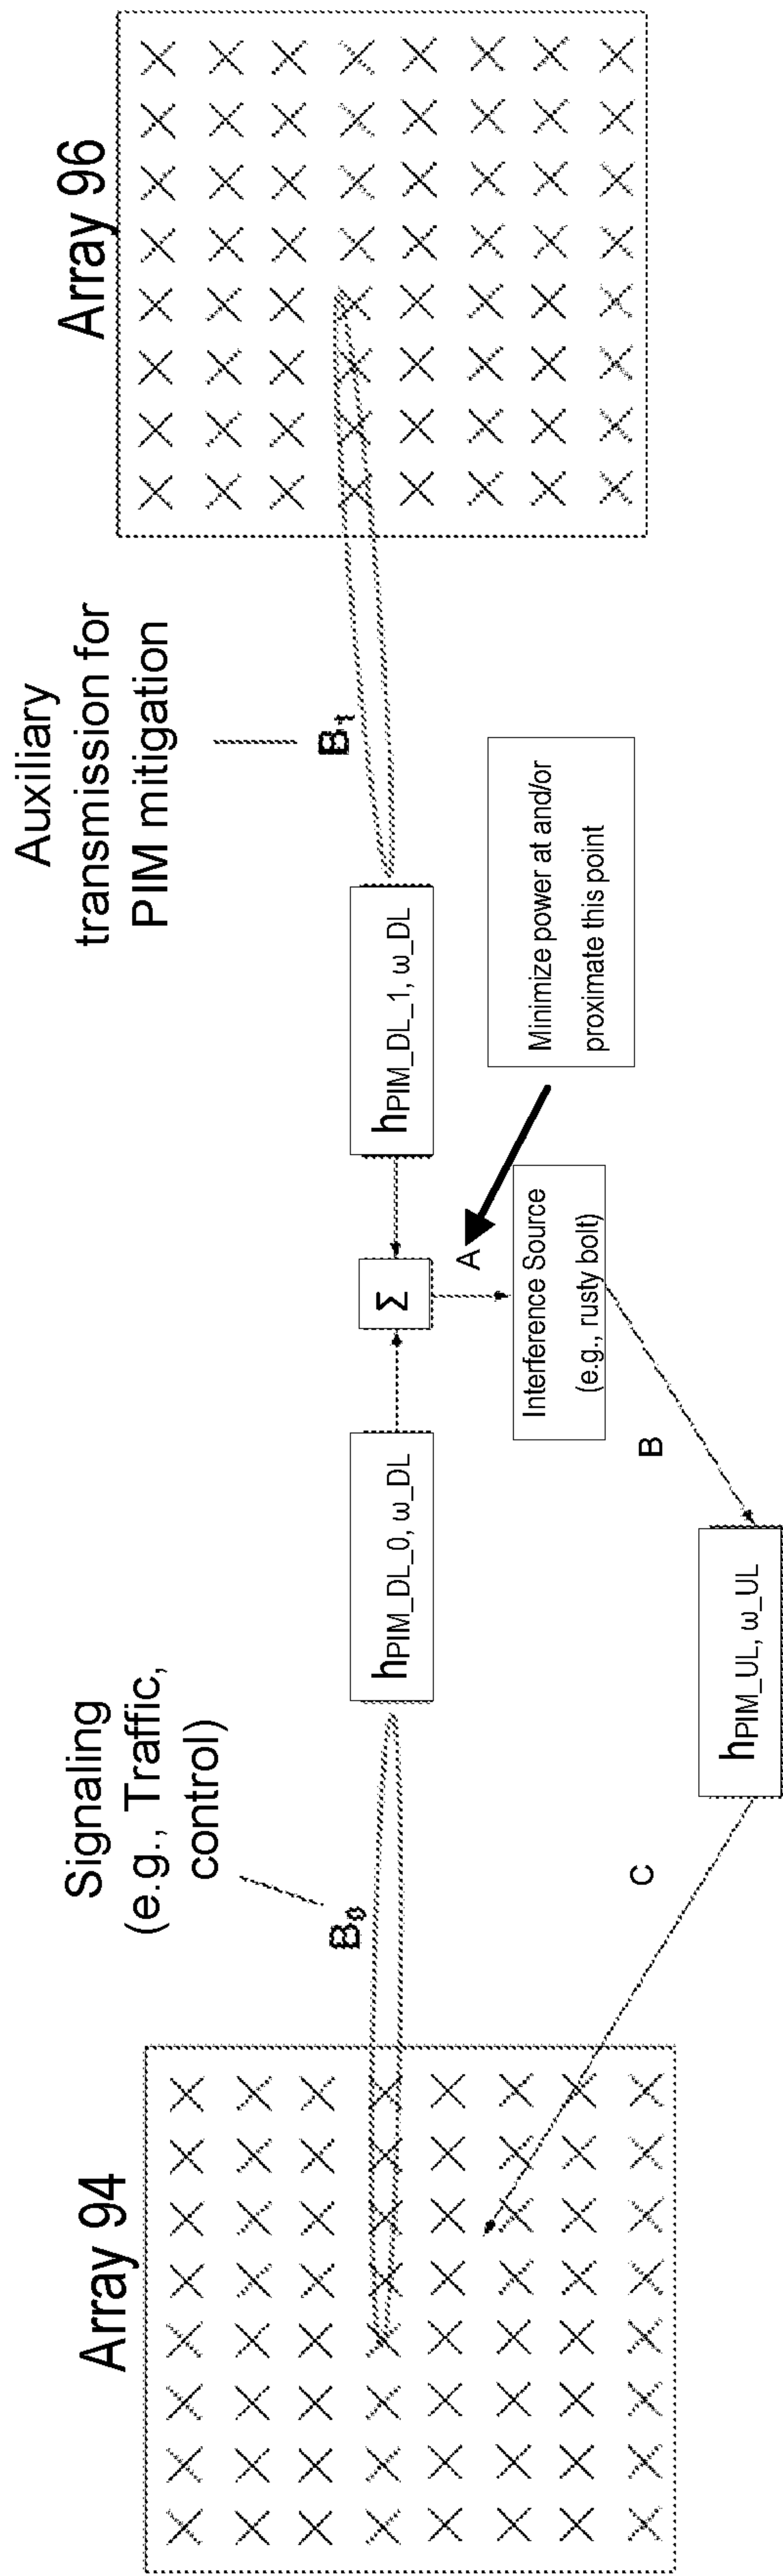 Array 94
Signaling
(e.g., Traffic,
control)
B0
hPIM_DL_0, ω_DL
Σ
A
hPIM_DL_1, ω_DL
B1
Auxiliary
transmission for
PIM mitigation
Array 96
Minimize power at and/or
proximate this point
Interference Source
(e.g., rusty bolt)
B
hPIM_UL, ω_UL
C